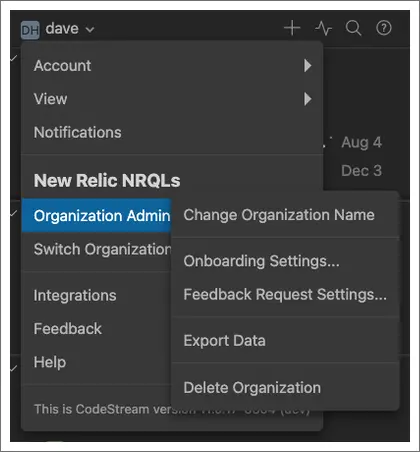 DH dave
Account
View
Notifications
Aug 4
Dec 3
New Relic NRQLs
Organization Admin
Change Organization Name
Switch Organization
Onboarding Settings...
Feedback Request Settings...
Integrations
Feedback
Export Data
Help
Delete Organization
This is CodeStream version (dev)